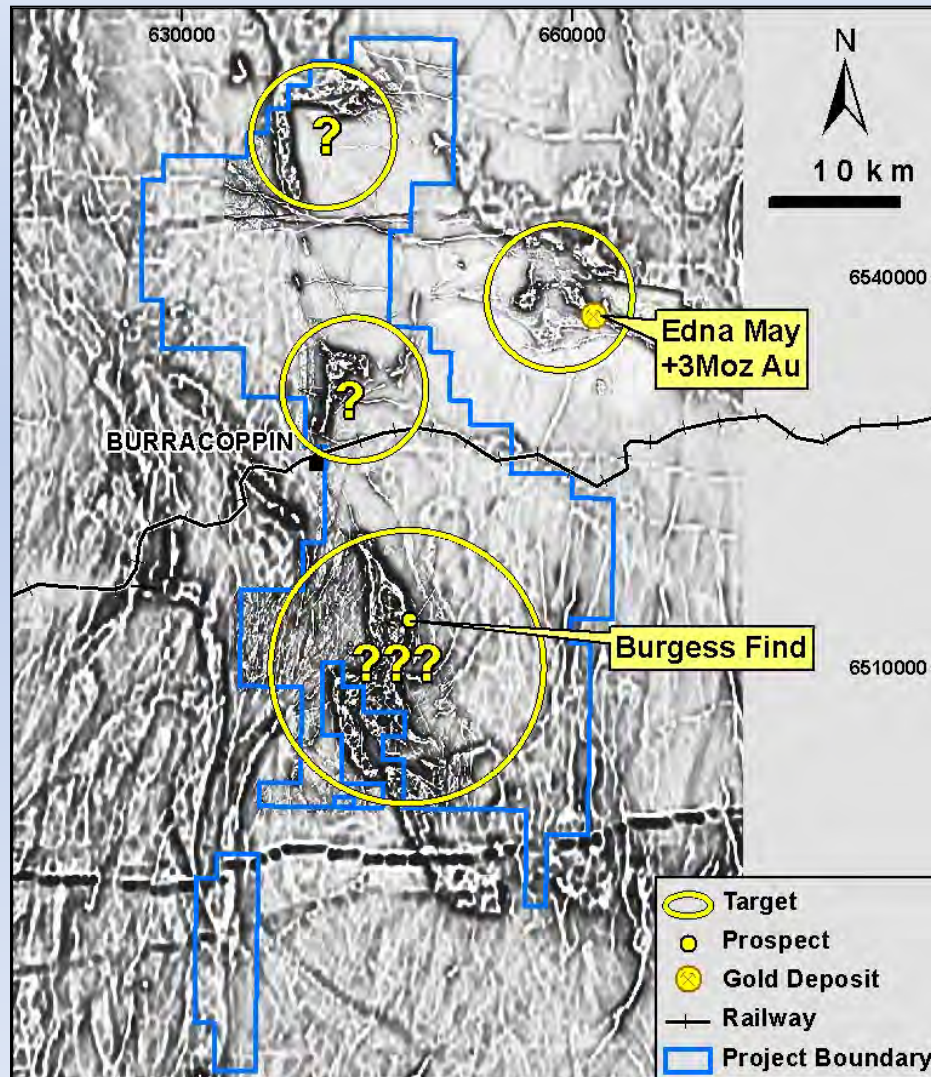 630000
660000
N
10 km
?
6540000
Edna May
+3Moz Au
?
BURRACOPPIN
Burgess Find
???
6510000
Target
Prospect
Gold Deposit
Railway
Project Boundary